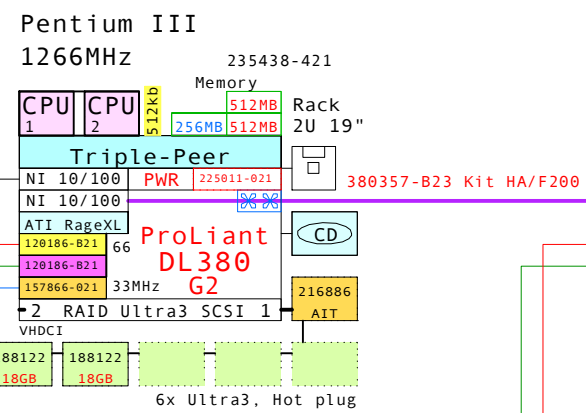 Pentium III
1266MHz
235438-421
Memory
CPU
1
CPU
2
512kb
512MB
256MB
512MB
Rack
2U 19"
Triple-Peer
NI 10/100
PWR
225011-021
380357-B23 Kit HA/F200
NI 10/100
ATI RageXL
120186-B21
66
ProLiant
DL380
G2
CD
120186-B21
157866-021
33MHz
216886
AIT
2 RAID Ultra3 SCSI 1
VHDCI
88122
18GB
188122
18GB
6x Ultra3, Hot plug